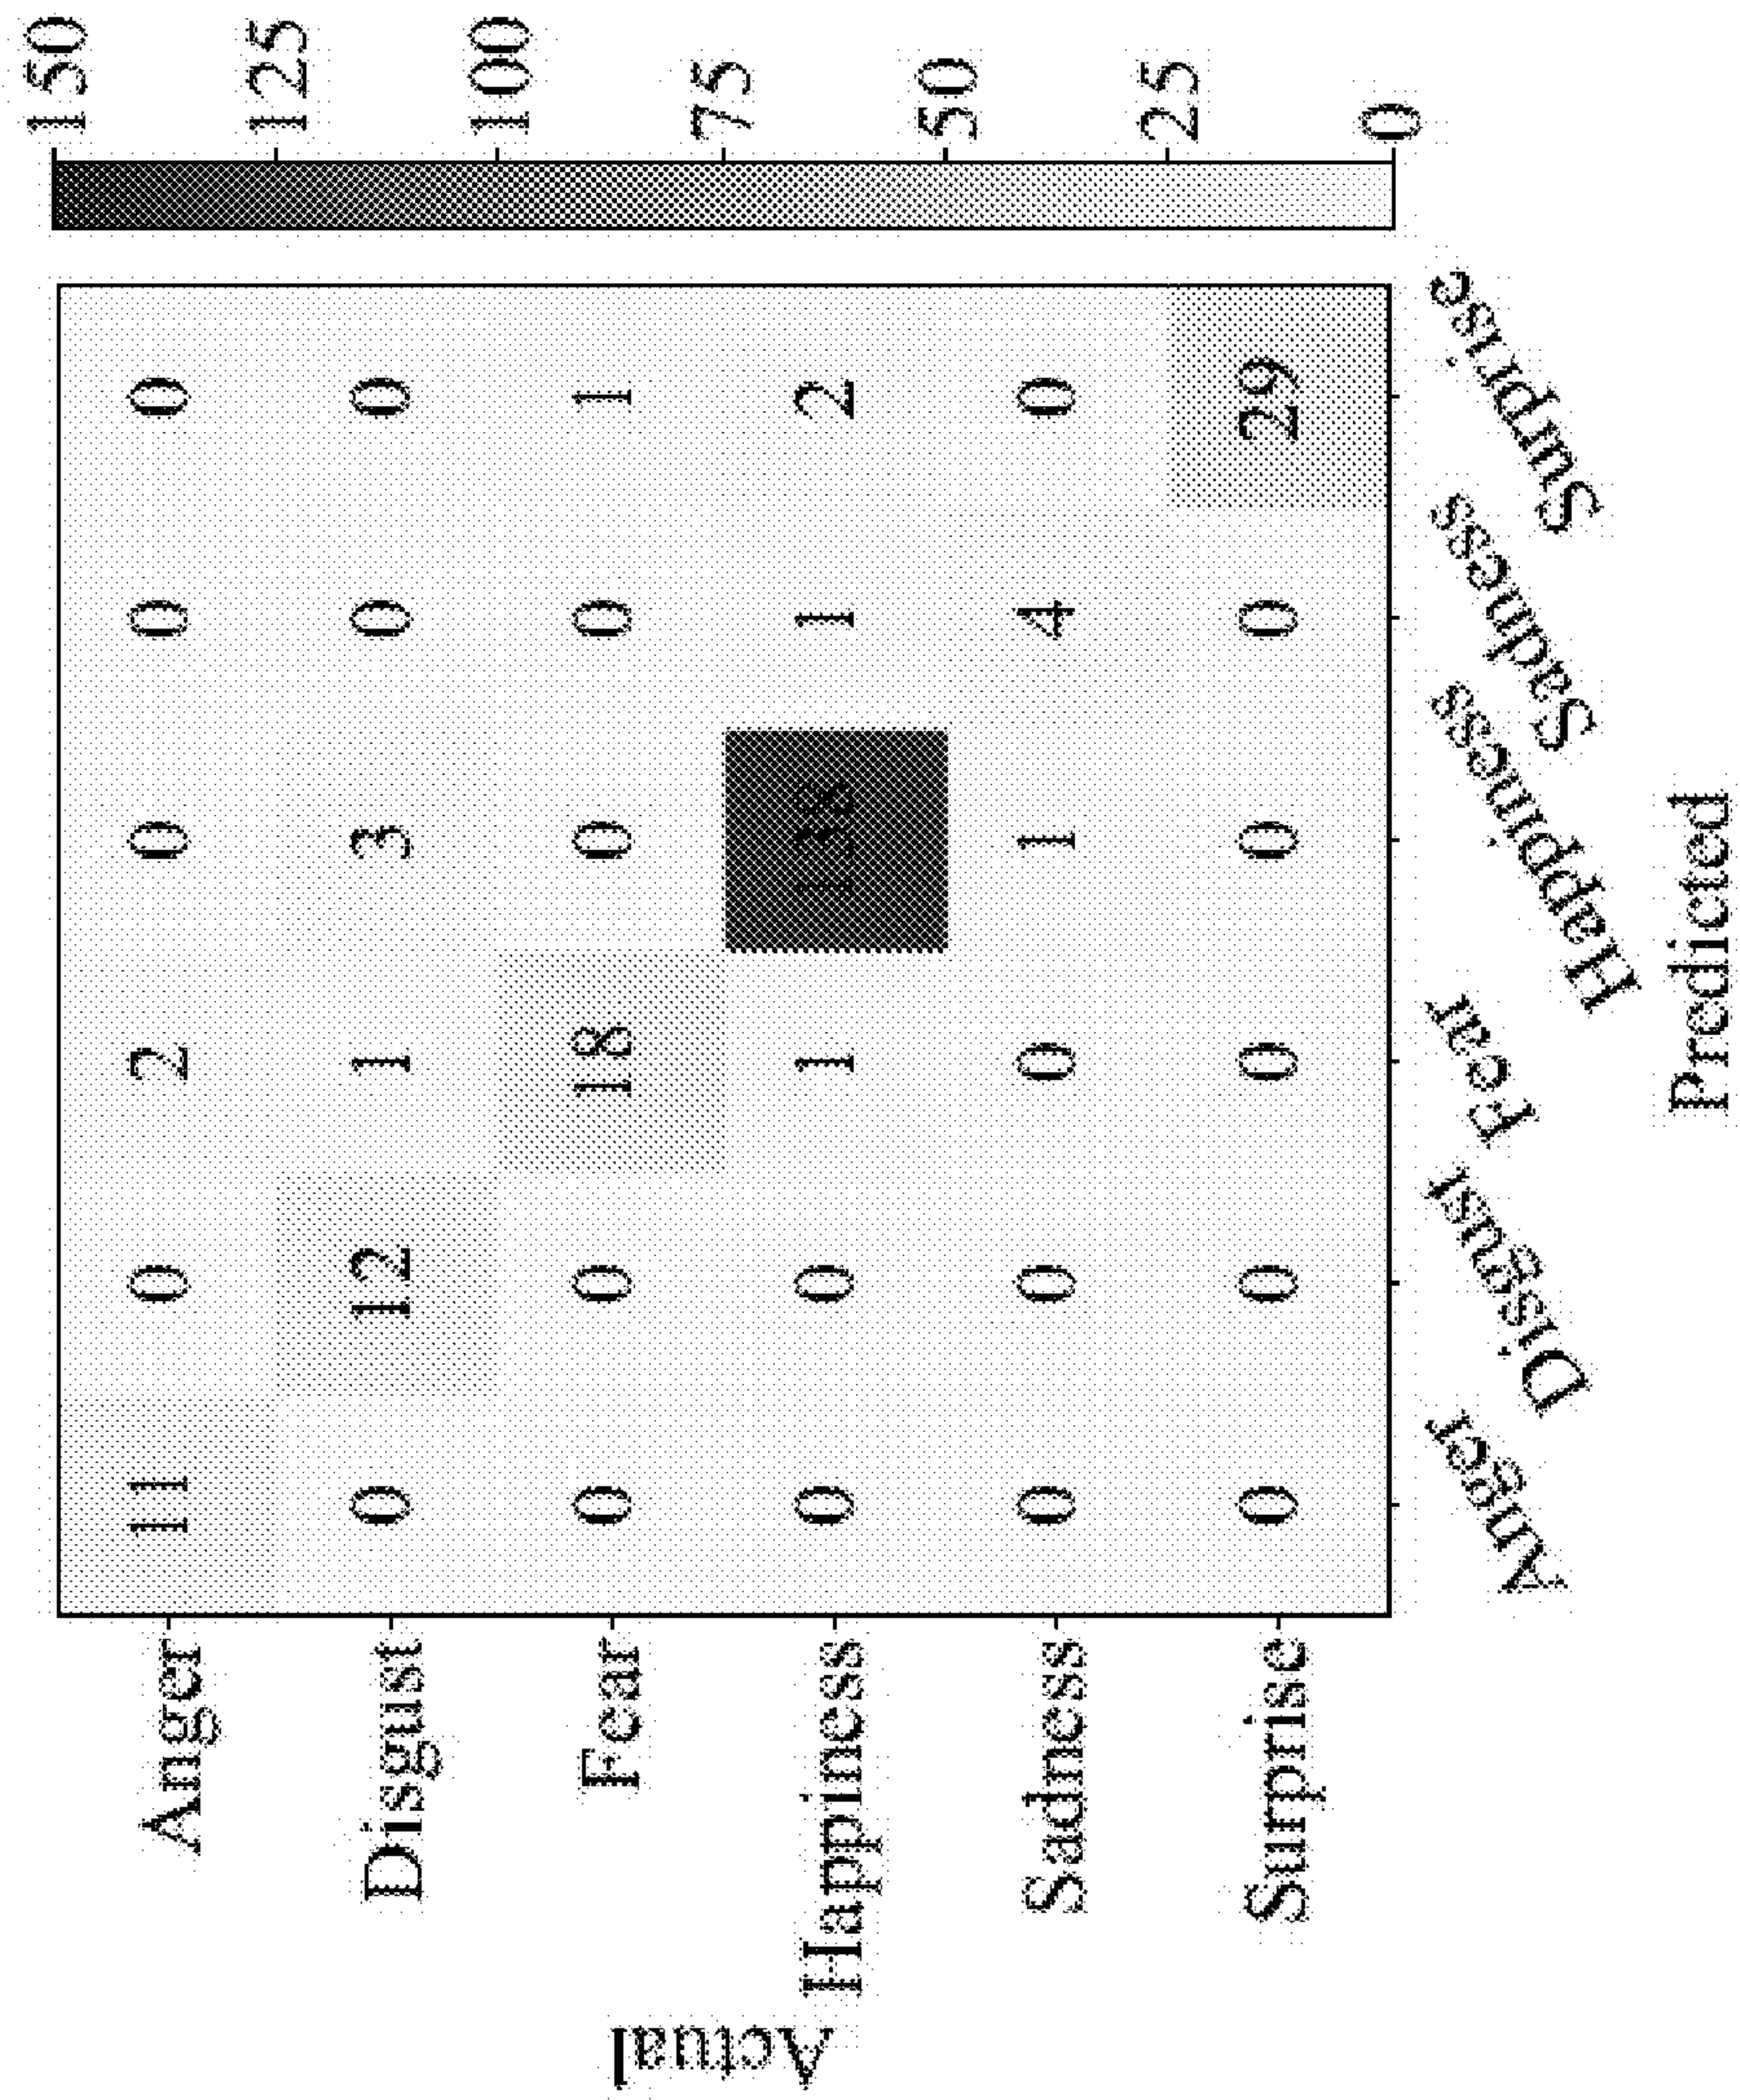 Actual
Anger 11 0 2 0 0 0
Disgust 0 12 1 3 0 0
Fear 0 0 18 0 0 1
Happiness 0 0 1 138 1 2
Sadness 0 0 0 1 4 0
Surprise 0 0 0 0 0 29
Anger Disgust Fear Happiness Sadness Surprise
Predicted
150
125
100
75
50
25
0